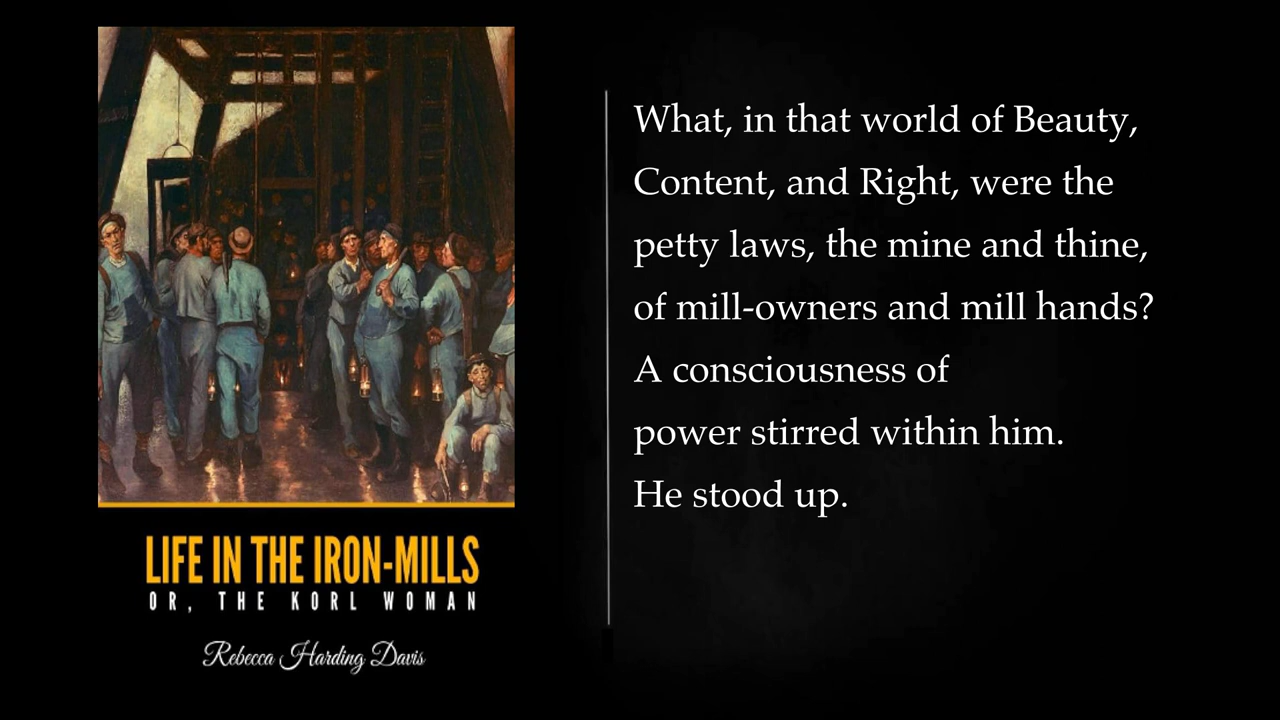 LIFE IN THE IRON-MILLS
OR, THE KORL WOMAN
Rebecca Harding Davis
What, in that world of Beauty,
Content, and Right, were the
petty laws, the mine and thine,
of mill-owners and mill hands?
A consciousness of
power stirred within him.
He stood up.